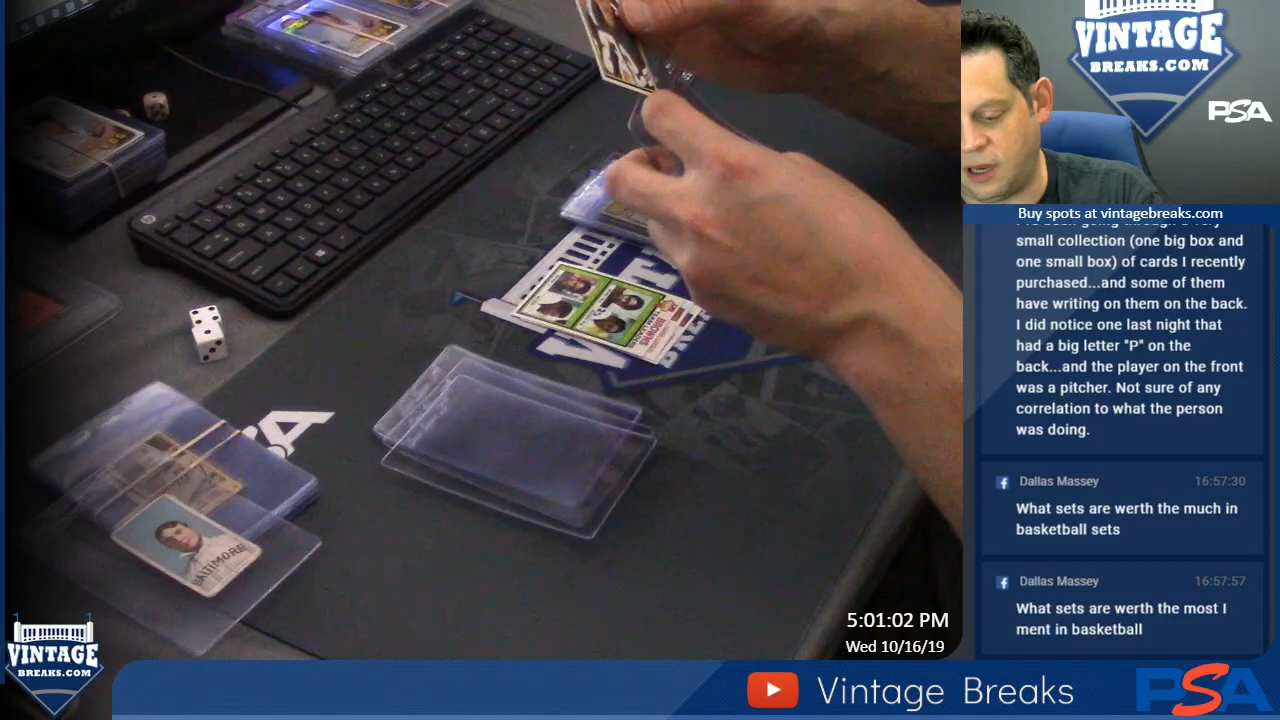 VINTAGE
BREAKS.COM
PSA
Buy spots at vintagebreaks.com
small collection (one big box and
one small box) of cards I recently
purchased...and some of them
have writing on them on the back.
I did notice one last night that
had a big letter "P" on the
back...and the player on the front
was a pitcher. Not sure of any
correlation to what the person
was doing.
Dallas Massey 16:57:30
What sets are worth the much in
basketball sets
Dallas Massey 16:57:57
What sets are worth the most I
ment in basketball
BALTIMORE
5:01:02 PM
Wed 10/16/19
VINTAGE
BREAKS.COM
Vintage Breaks
PSA